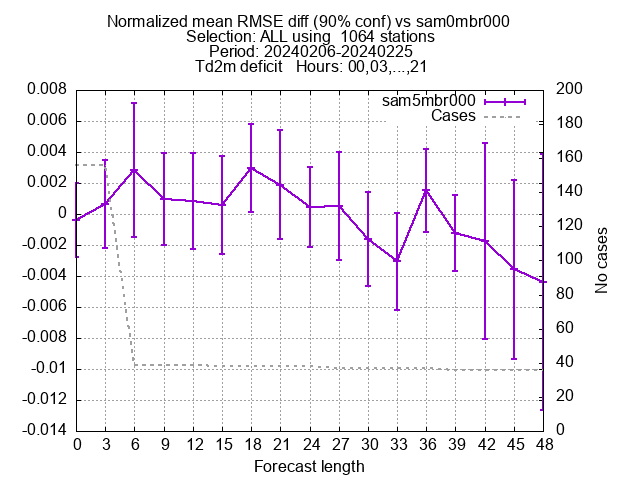 Normalized mean RMSE diff (90% conf) vs sam0mbr000
Selection: ALL using  1064 stations
Period: 20240206-20240225
Td2m deficit   Hours: 00,03,...,21
sam5mbr000
Cases
0.008
0.006
0.004
0.002
0
-0.002
-0.004
-0.006
-0.008
-0.01
-0.012
-0.014
200
180
160
140
120
100
80
60
40
20
0
No cases
0 3 6 9 12 15 18 21 24 27 30 33 36 39 42 45 48
Forecast length